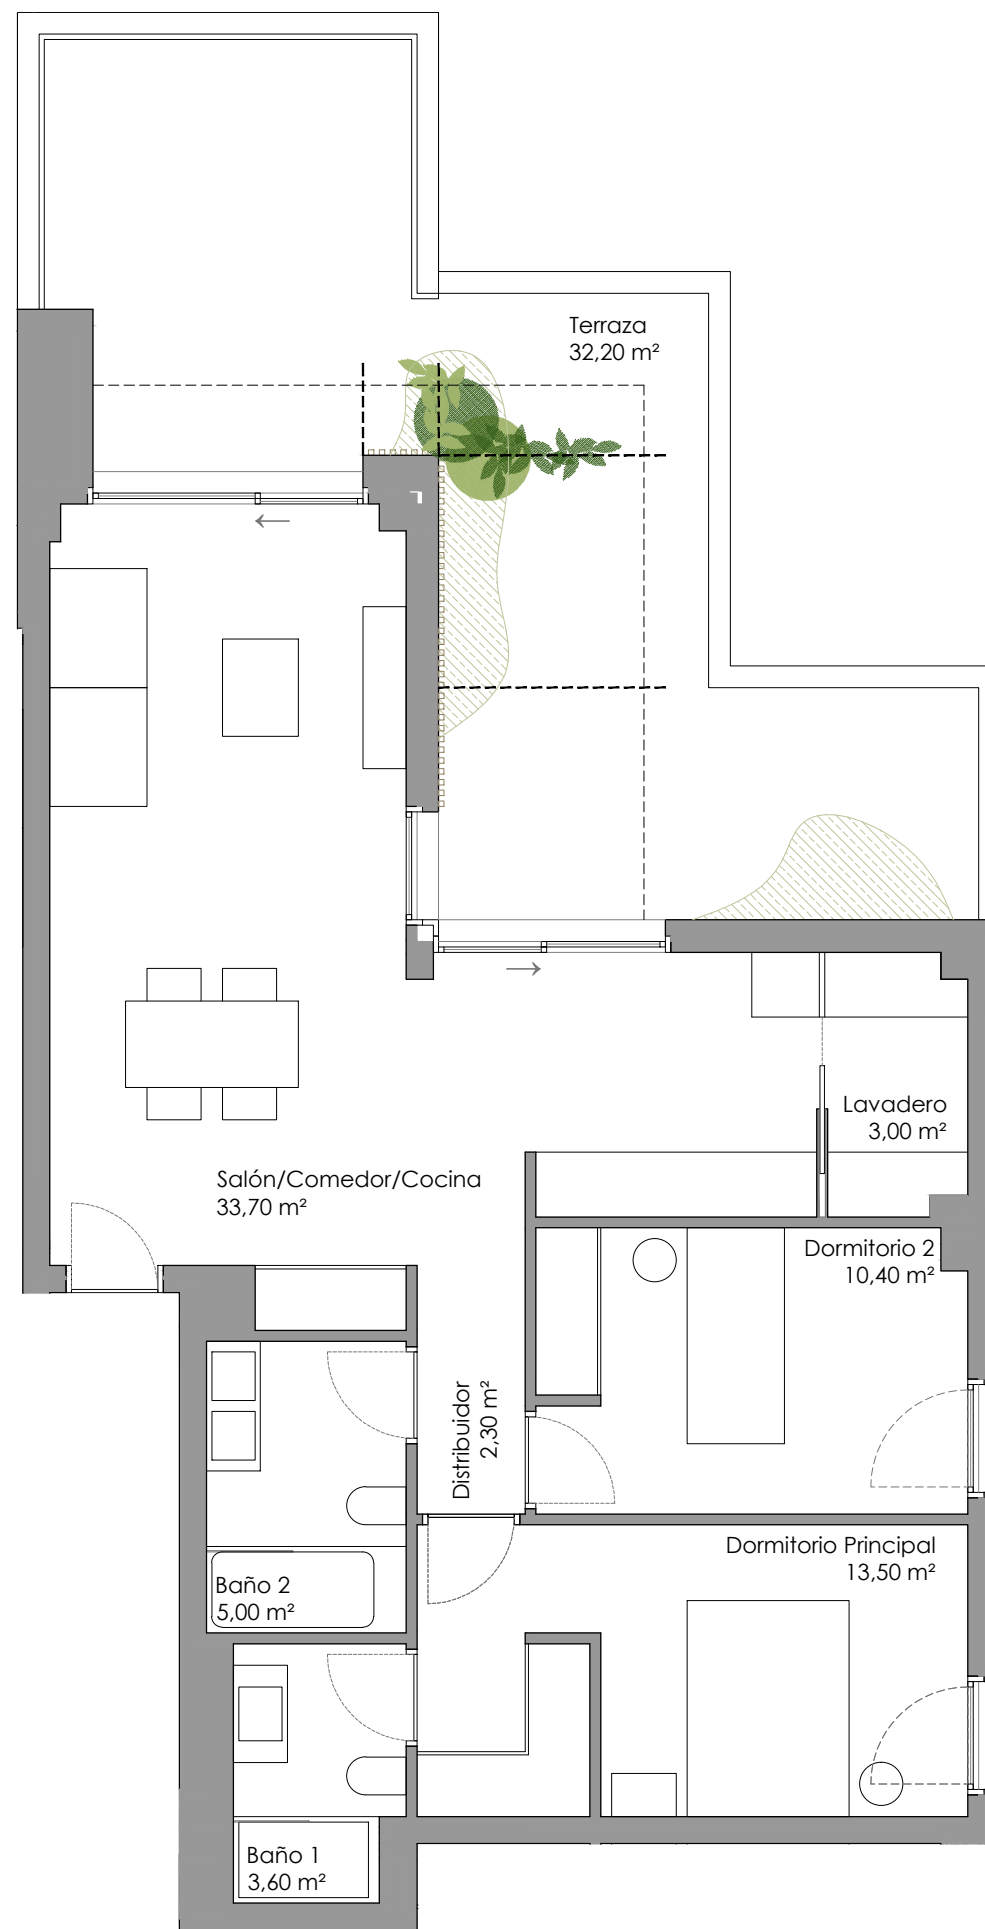 Terraza
32,20 m²
Lavadero
3,00 m²
Salón/Comedor/Cocina
33,70 m²
Dormitorio 2
10,40 m²
Distribuidor
2,30 m²
Dormitorio Principal
13,50 m²
Baño 2
5,00 m²
Baño 1
3,60 m²